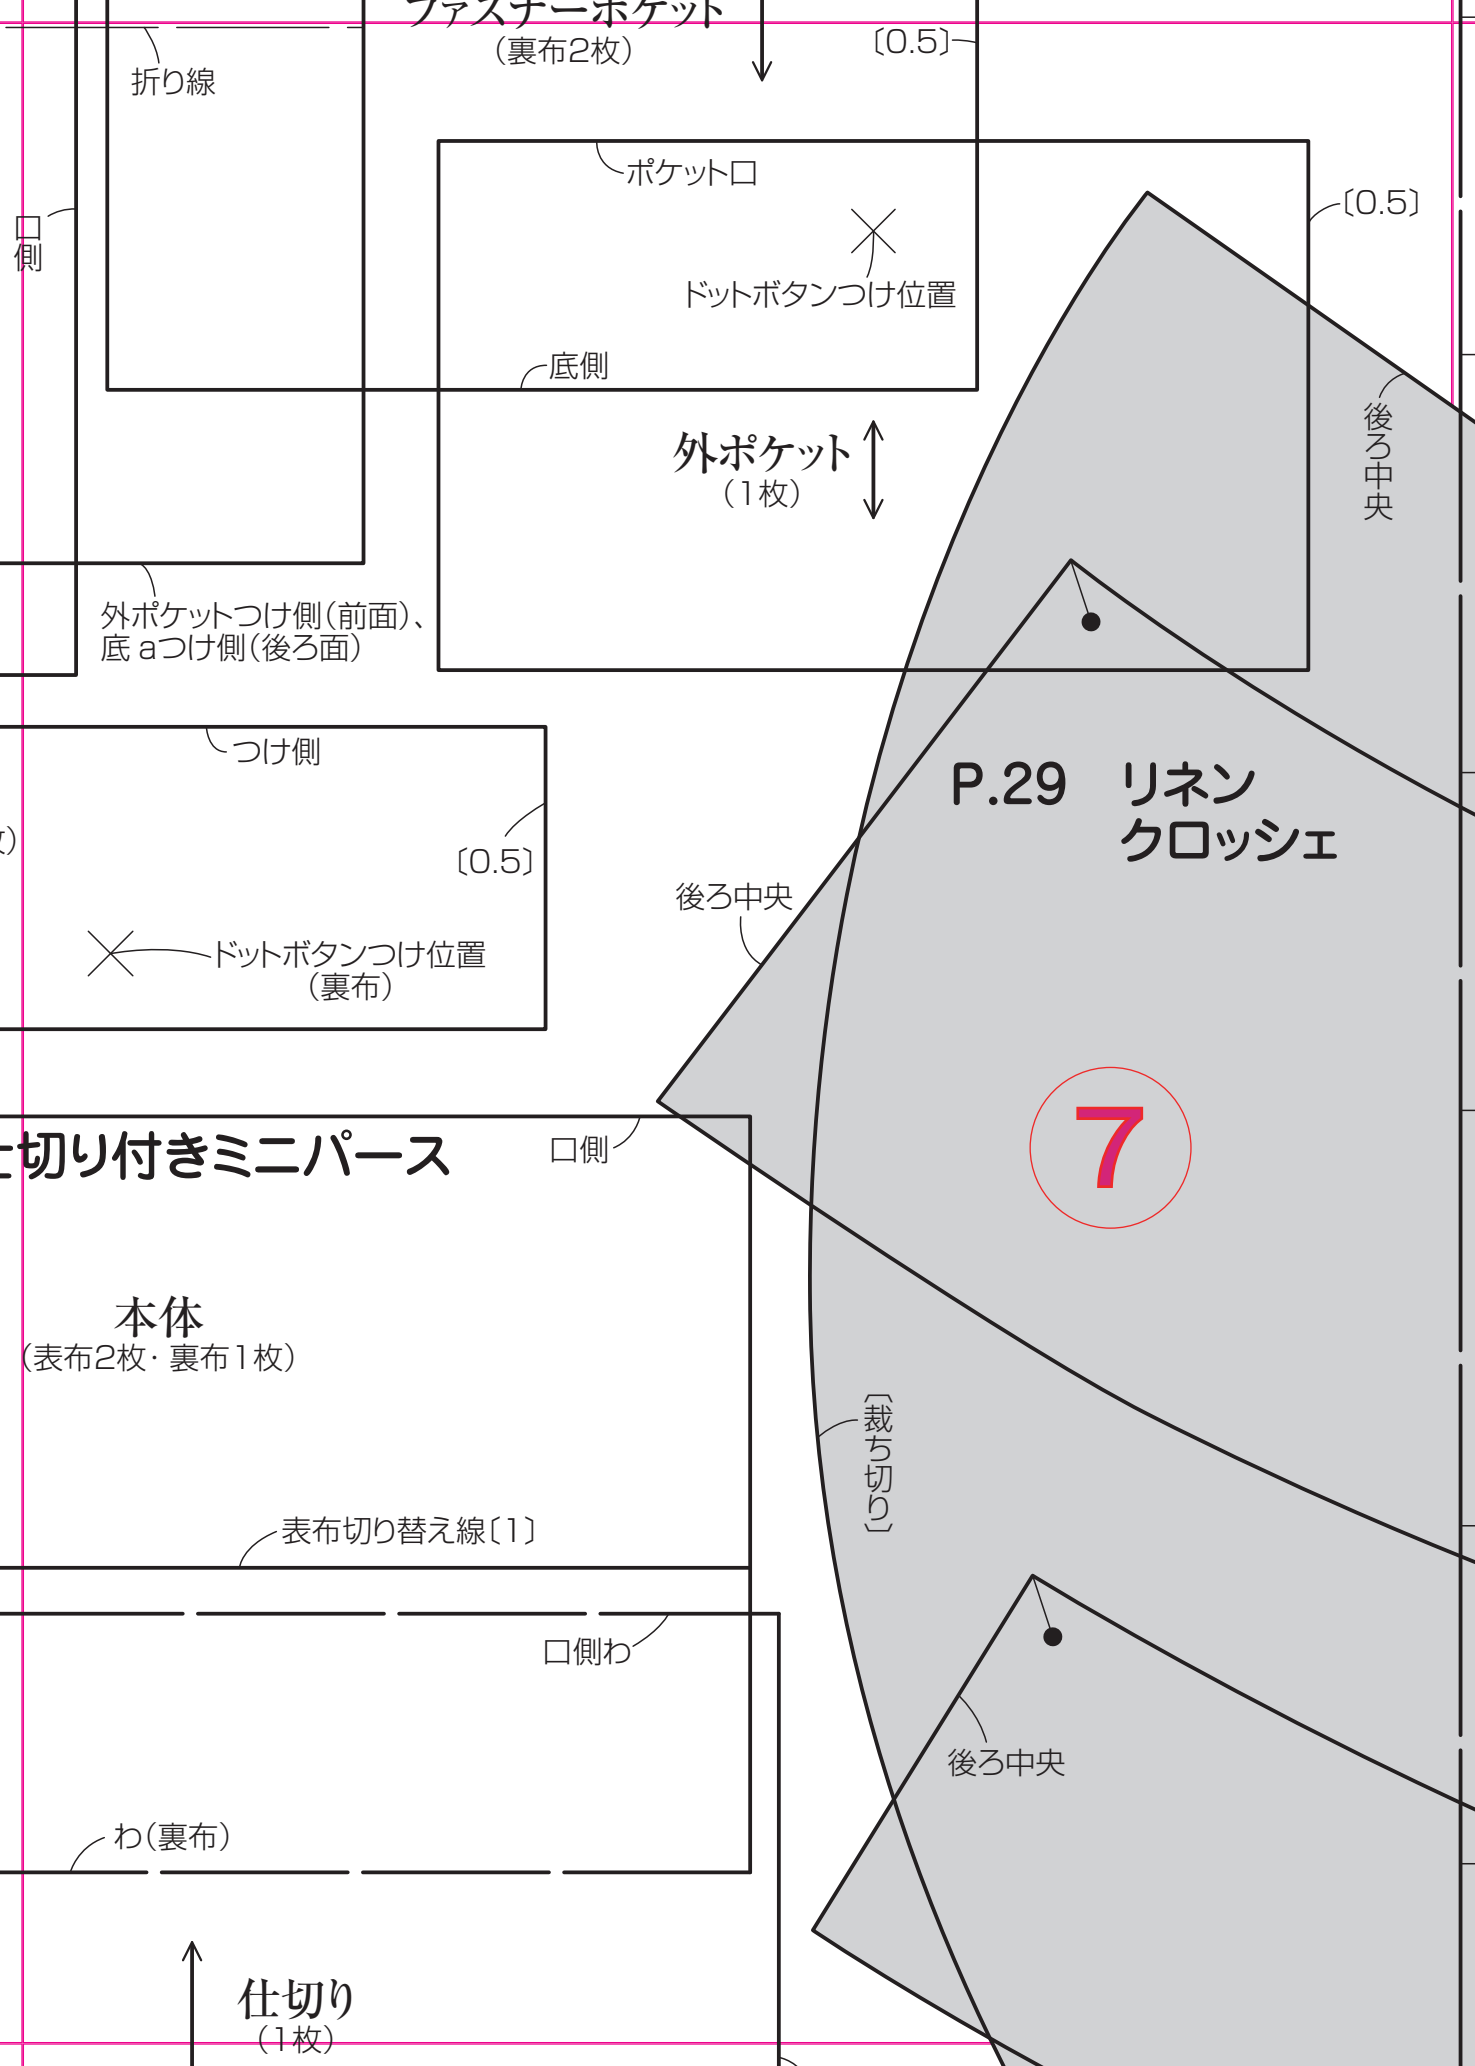 ファスナーポケット
（裏布2枚）
〔0.5〕
折り線
ポケット口
〔0.5〕
口側
ドットボタンつけ位置
底側
後ろ中央
外ポケット
（1枚）
外ポケットつけ側（前面）、
底 aつけ側（後ろ面）
つけ側
P.29 リネン
クロッシェ
〔0.5〕
後ろ中央
ドットボタンつけ位置
（裏布）
7
切り付きミニパース
口側
本体
（表布2枚・裏布1枚）
〔裁ち切り〕
表布切り替え線〔1〕
口側わ
後ろ中央
わ（裏布）
仕切り
（1枚）